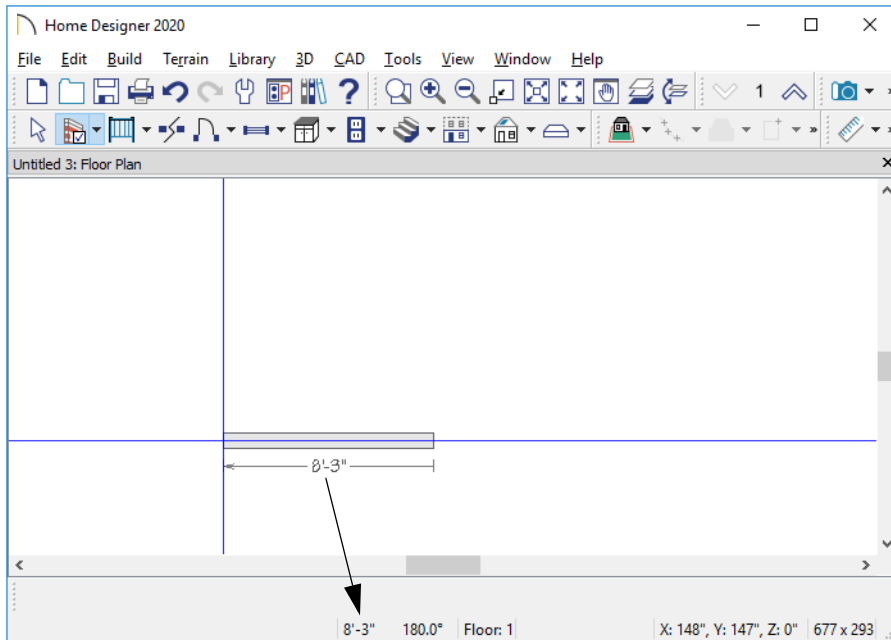 Home Designer 2020
File Edit Build Terrain Library 3D CAD Tools View Window Help
1
Untitled 3: Floor Plan
8'-3"
8'-3" 180.0° Floor: 1 X: 148", Y: 147", Z: 0" 677 x 293